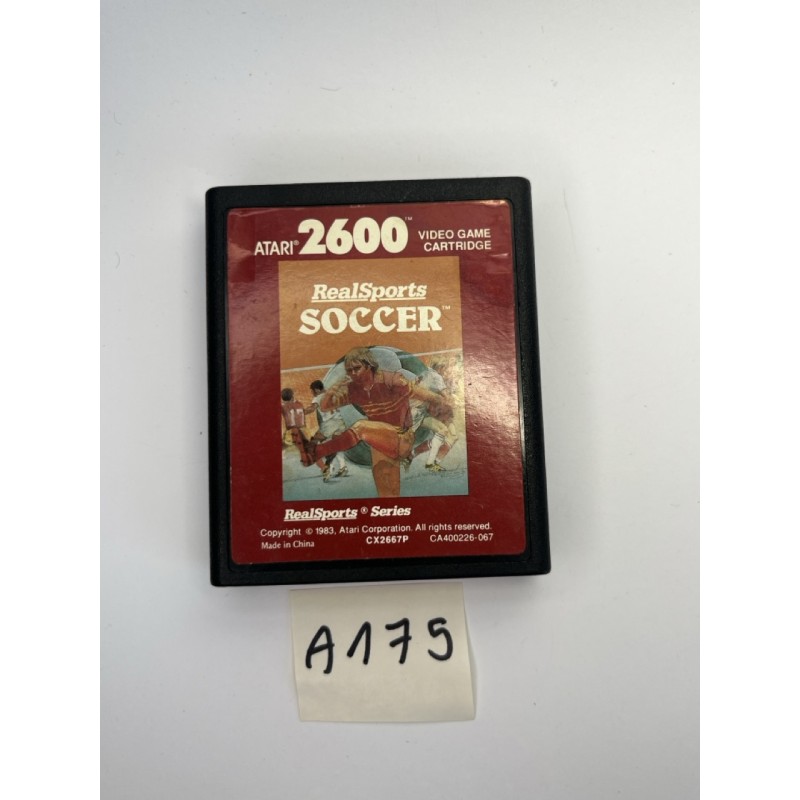 ATARI® 2600™ VIDEO GAME
CARTRIDGE
RealSports
SOCCER™
17
RealSports® Series
Copyright © 1983, Atari Corporation. All rights reserved.
Made in China CX2667P CA400226-067
A175